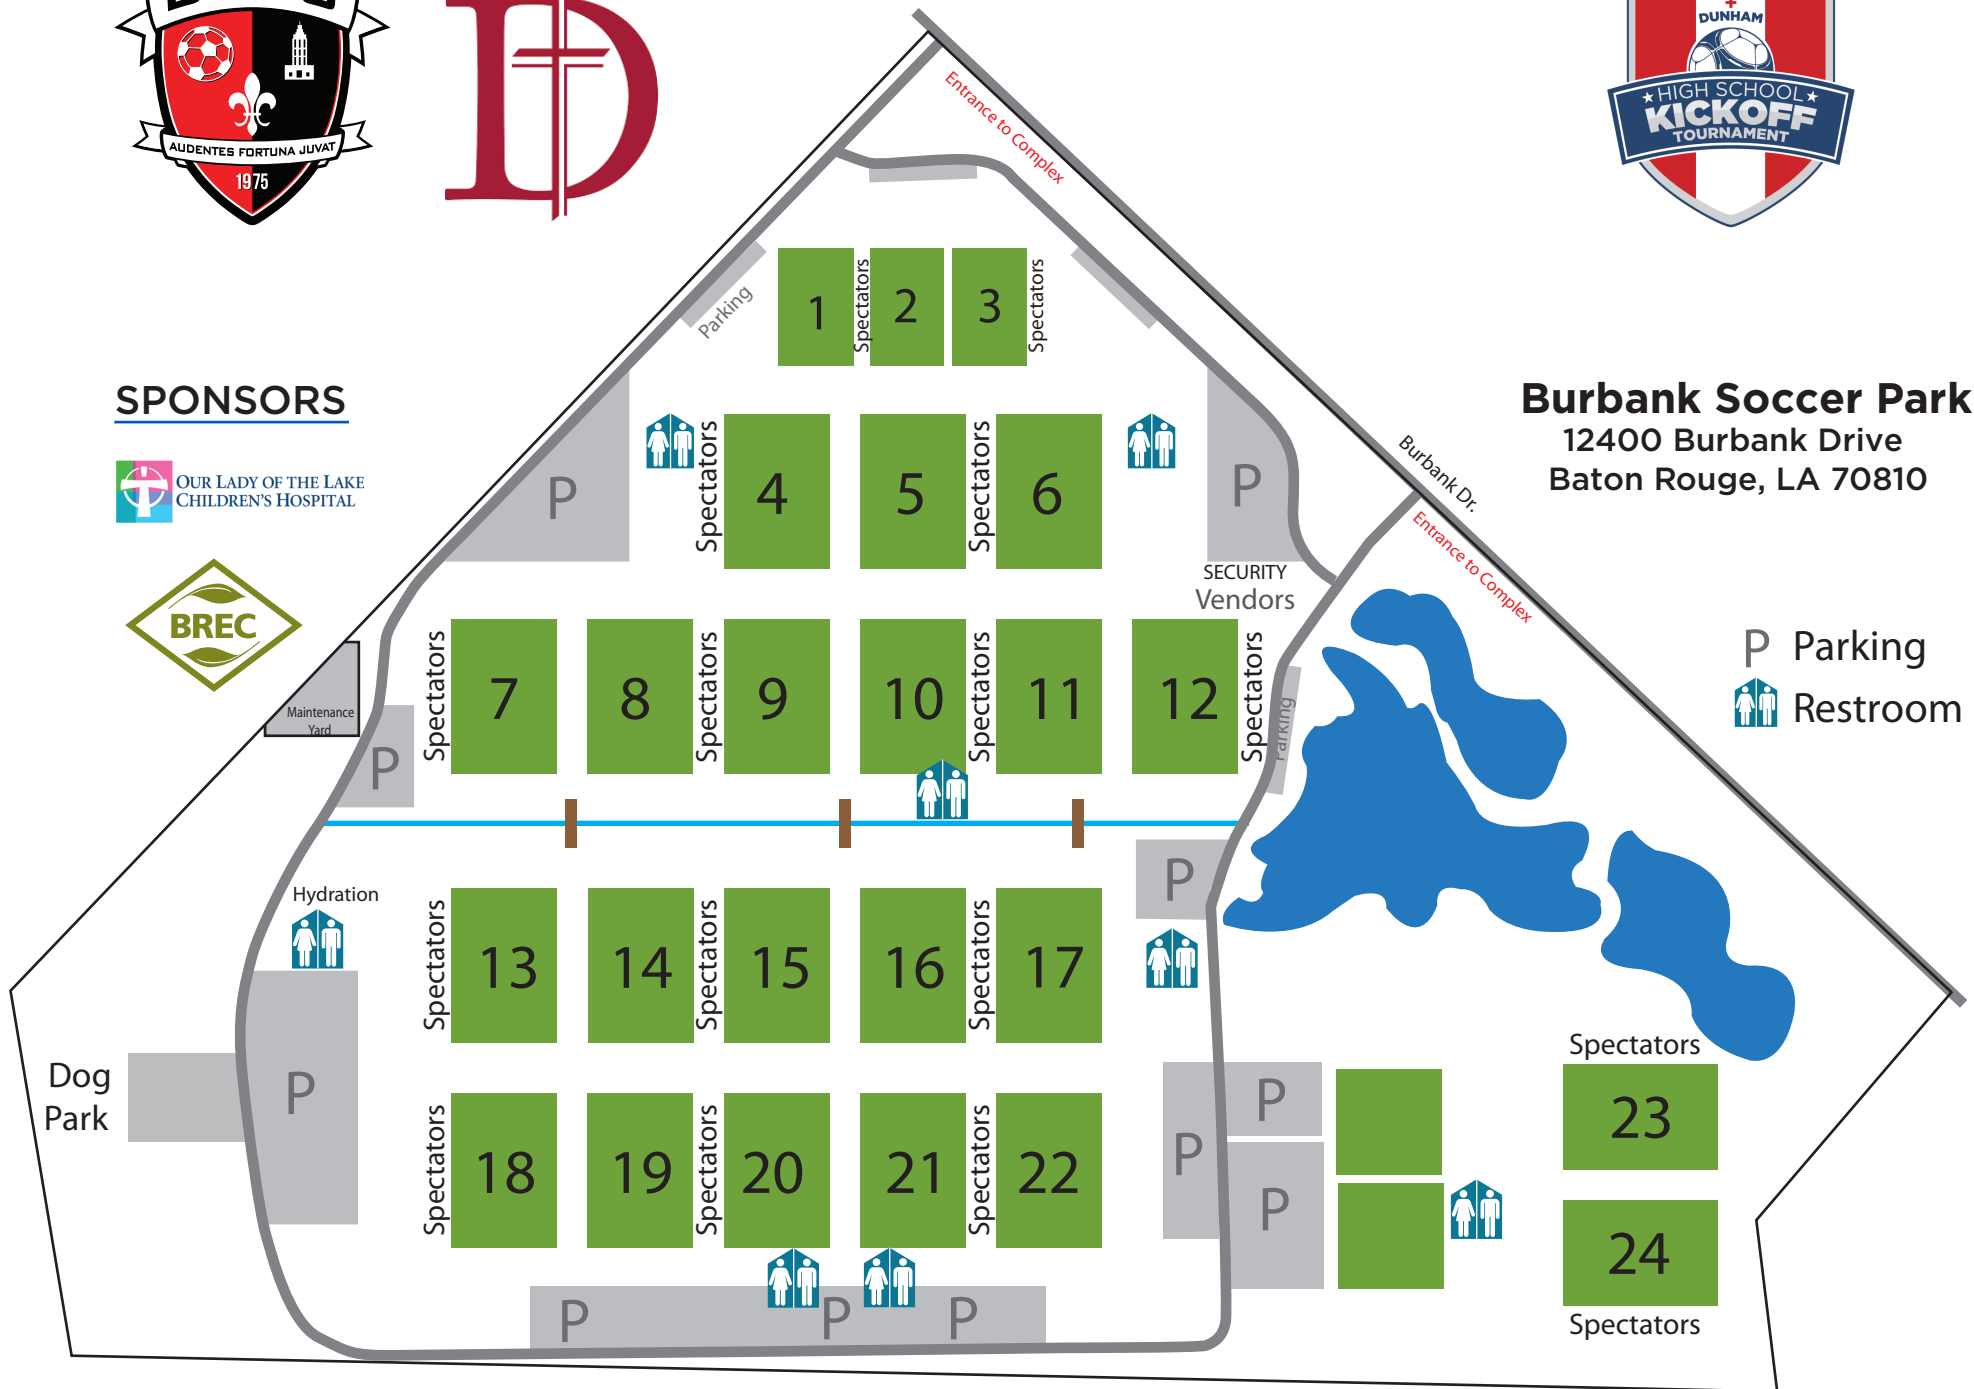 AUDENTES FORTUNA JUVAT
1975
D
DUNHAM
HIGH SCHOOL
KICKOFF
TOURNAMENT
Entrance to Complex
Parking
1
Spectators
2
3
Spectators
SPONSORS
OUR LADY OF THE LAKE
CHILDREN'S HOSPITAL
BREC
Burbank Soccer Park
12400 Burbank Drive
Baton Rouge, LA 70810
Burbank Dr.
Entrance to Complex
P Parking
Restroom
P
Spectators
4
5
Spectators
6
P
SECURITY
Vendors
Maintenance
Yard
P
Spectators
7
8
Spectators
9
10
Spectators
11
12
Spectators
Parking
P
Hydration
Spectators
13
14
Spectators
15
16
Spectators
17
Dog
Park
P
Spectators
18
19
Spectators
20
21
Spectators
22
P
P
P
Spectators
23
24
Spectators
P
P
P